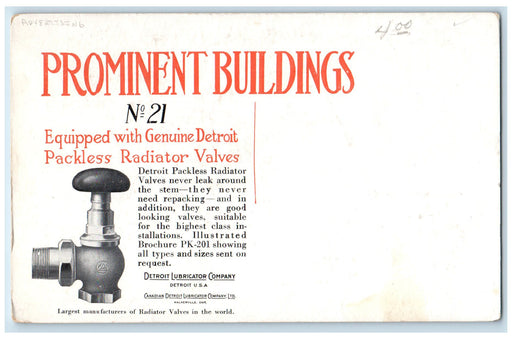 ADVERTISING
4.00
PROMINENT BUILDINGS
Nº 21
Equipped with Genuine Detroit
Packless Radiator Valves
Detroit Packless Radiator
Valves never leak around
the stem—they never
need repacking—and in
addition, they are good
looking valves, suitable
for the highest class in-
stallations. Illustrated
Brochure PK-201 showing
all types and sizes sent on
request.
DETROIT LUBRICATOR COMPANY
DETROIT U.S.A
CANADIAN DETROIT LUBRICATOR COMPANY, LTD.
WALKERVILLE, ONT.
Largest manufacturers of Radiator Valves in the world.